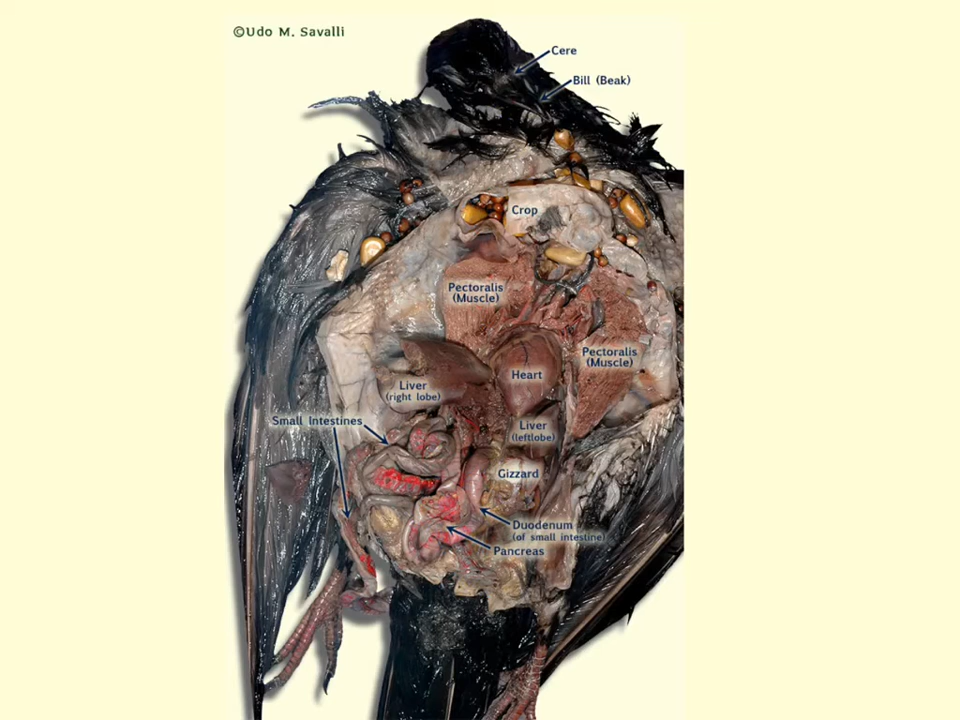 ©Udo M. Savalli
Cere
Bill (Beak)
Crop
Pectoralis
(Muscle)
Pectoralis
(Muscle)
Heart
Liver
(right lobe)
Small Intestines
Liver
(leftlobe)
Gizzard
Duodenum
(of small intestine)
Pancreas